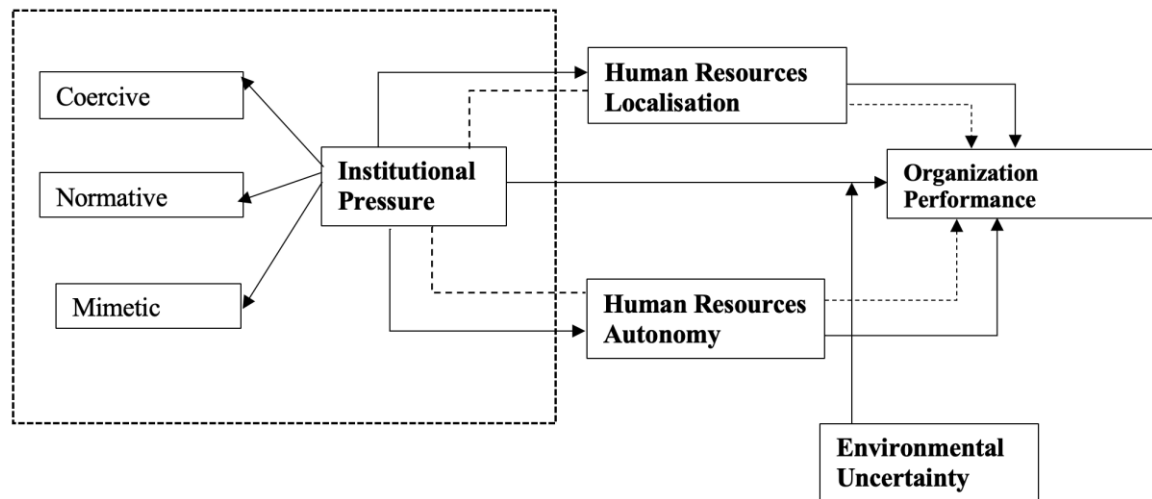 Coercive
Normative
Mimetic
Institutional
Pressure
Human Resources
Localisation
Human Resources
Autonomy
Organization
Performance
Environmental
Uncertainty